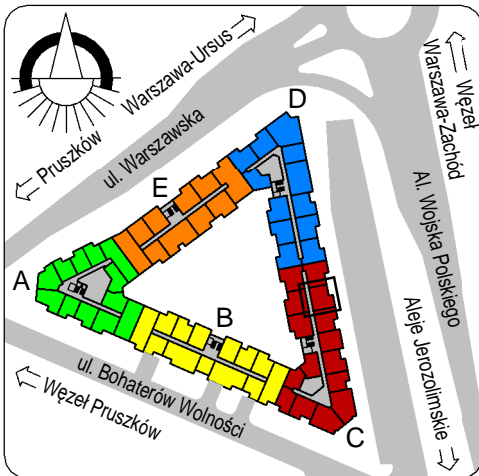 Warszawa-Ursus
Pruszków
ul. Warszawska
Węzeł
Warszawa-Zachód
Al. Wojska Polskiego
Aleje Jerozolimskie
D
E
A
B
C
ul. Bohaterów Wolności
Węzeł Pruszków